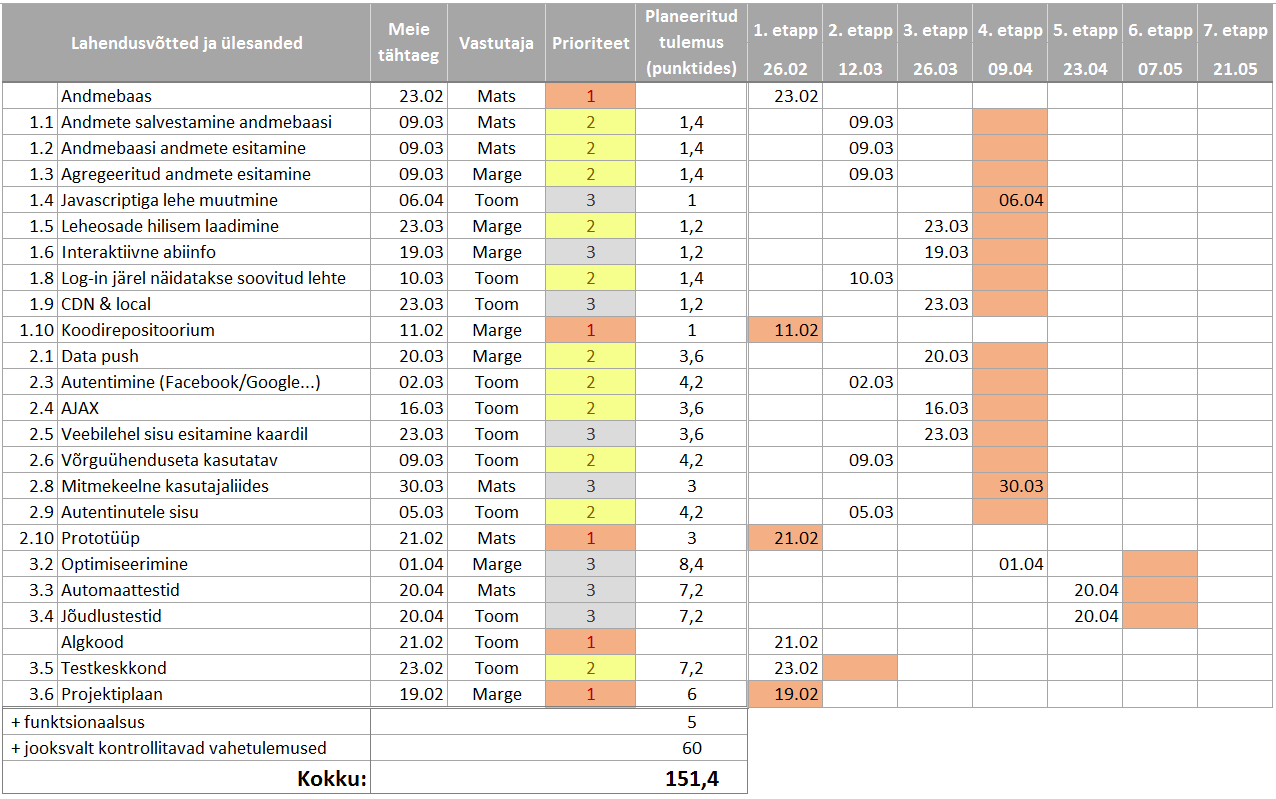 Lahendusvõtted ja ülesanded Meie tähtaeg Vastutaja Prioriteet Planeeritud tulemus (punktides) 1. etapp 2. etapp 3. etapp 4. etapp 5. etapp 6. etapp 7. etapp
26.02 12.03 26.03 09.04 23.04 07.05 21.05
Andmebaas 23.02 Mats 1 23.02
1.1 Andmete salvestamine andmebaasi 09.03 Mats 2 1,4 09.03
1.2 Andmebaasi andmete esitamine 09.03 Mats 2 1,4 09.03
1.3 Agregeeritud andmete esitamine 09.03 Marge 2 1,4 09.03
1.4 Javascriptiga lehe muutmine 06.04 Toom 3 1 06.04
1.5 Leheosade hilisem laadimine 23.03 Marge 2 1,2 23.03
1.6 Interaktiivne abiinfo 19.03 Marge 3 1,2 19.03
1.8 Log-in järel näidatakse soovitud lehte 10.03 Toom 2 1,4 10.03
1.9 CDN & local 23.03 Toom 3 1,2 23.03
1.10 Koodirepositoorium 11.02 Marge 1 1 11.02
2.1 Data push 20.03 Marge 2 3,6 20.03
2.3 Autentimine (Facebook/Google...) 02.03 Toom 2 4,2 02.03
2.4 AJAX 16.03 Toom 2 3,6 16.03
2.5 Veebilehel sisu esitamine kaardil 23.03 Toom 3 3,6 23.03
2.6 Võrguühenduseta kasutatav 09.03 Toom 2 4,2 09.03
2.8 Mitmekeelne kasutajaliides 30.03 Mats 3 3 30.03
2.9 Autentinutele sisu 05.03 Toom 2 4,2 05.03
2.10 Prototüüp 21.02 Mats 1 3 21.02
3.2 Optimiseerimine 01.04 Marge 3 8,4 01.04
3.3 Automaattestid 20.04 Mats 3 7,2 20.04
3.4 Jõudlustestid 20.04 Toom 3 7,2 20.04
Algkood 21.02 Toom 1 21.02
3.5 Testkeskkond 23.02 Toom 2 7,2 23.02
3.6 Projektiplaan 19.02 Marge 1 6 19.02
+ funktsionaalsus 5
+ jooksvalt kontrollitavad vahetulemused 60
Kokku: 151,4